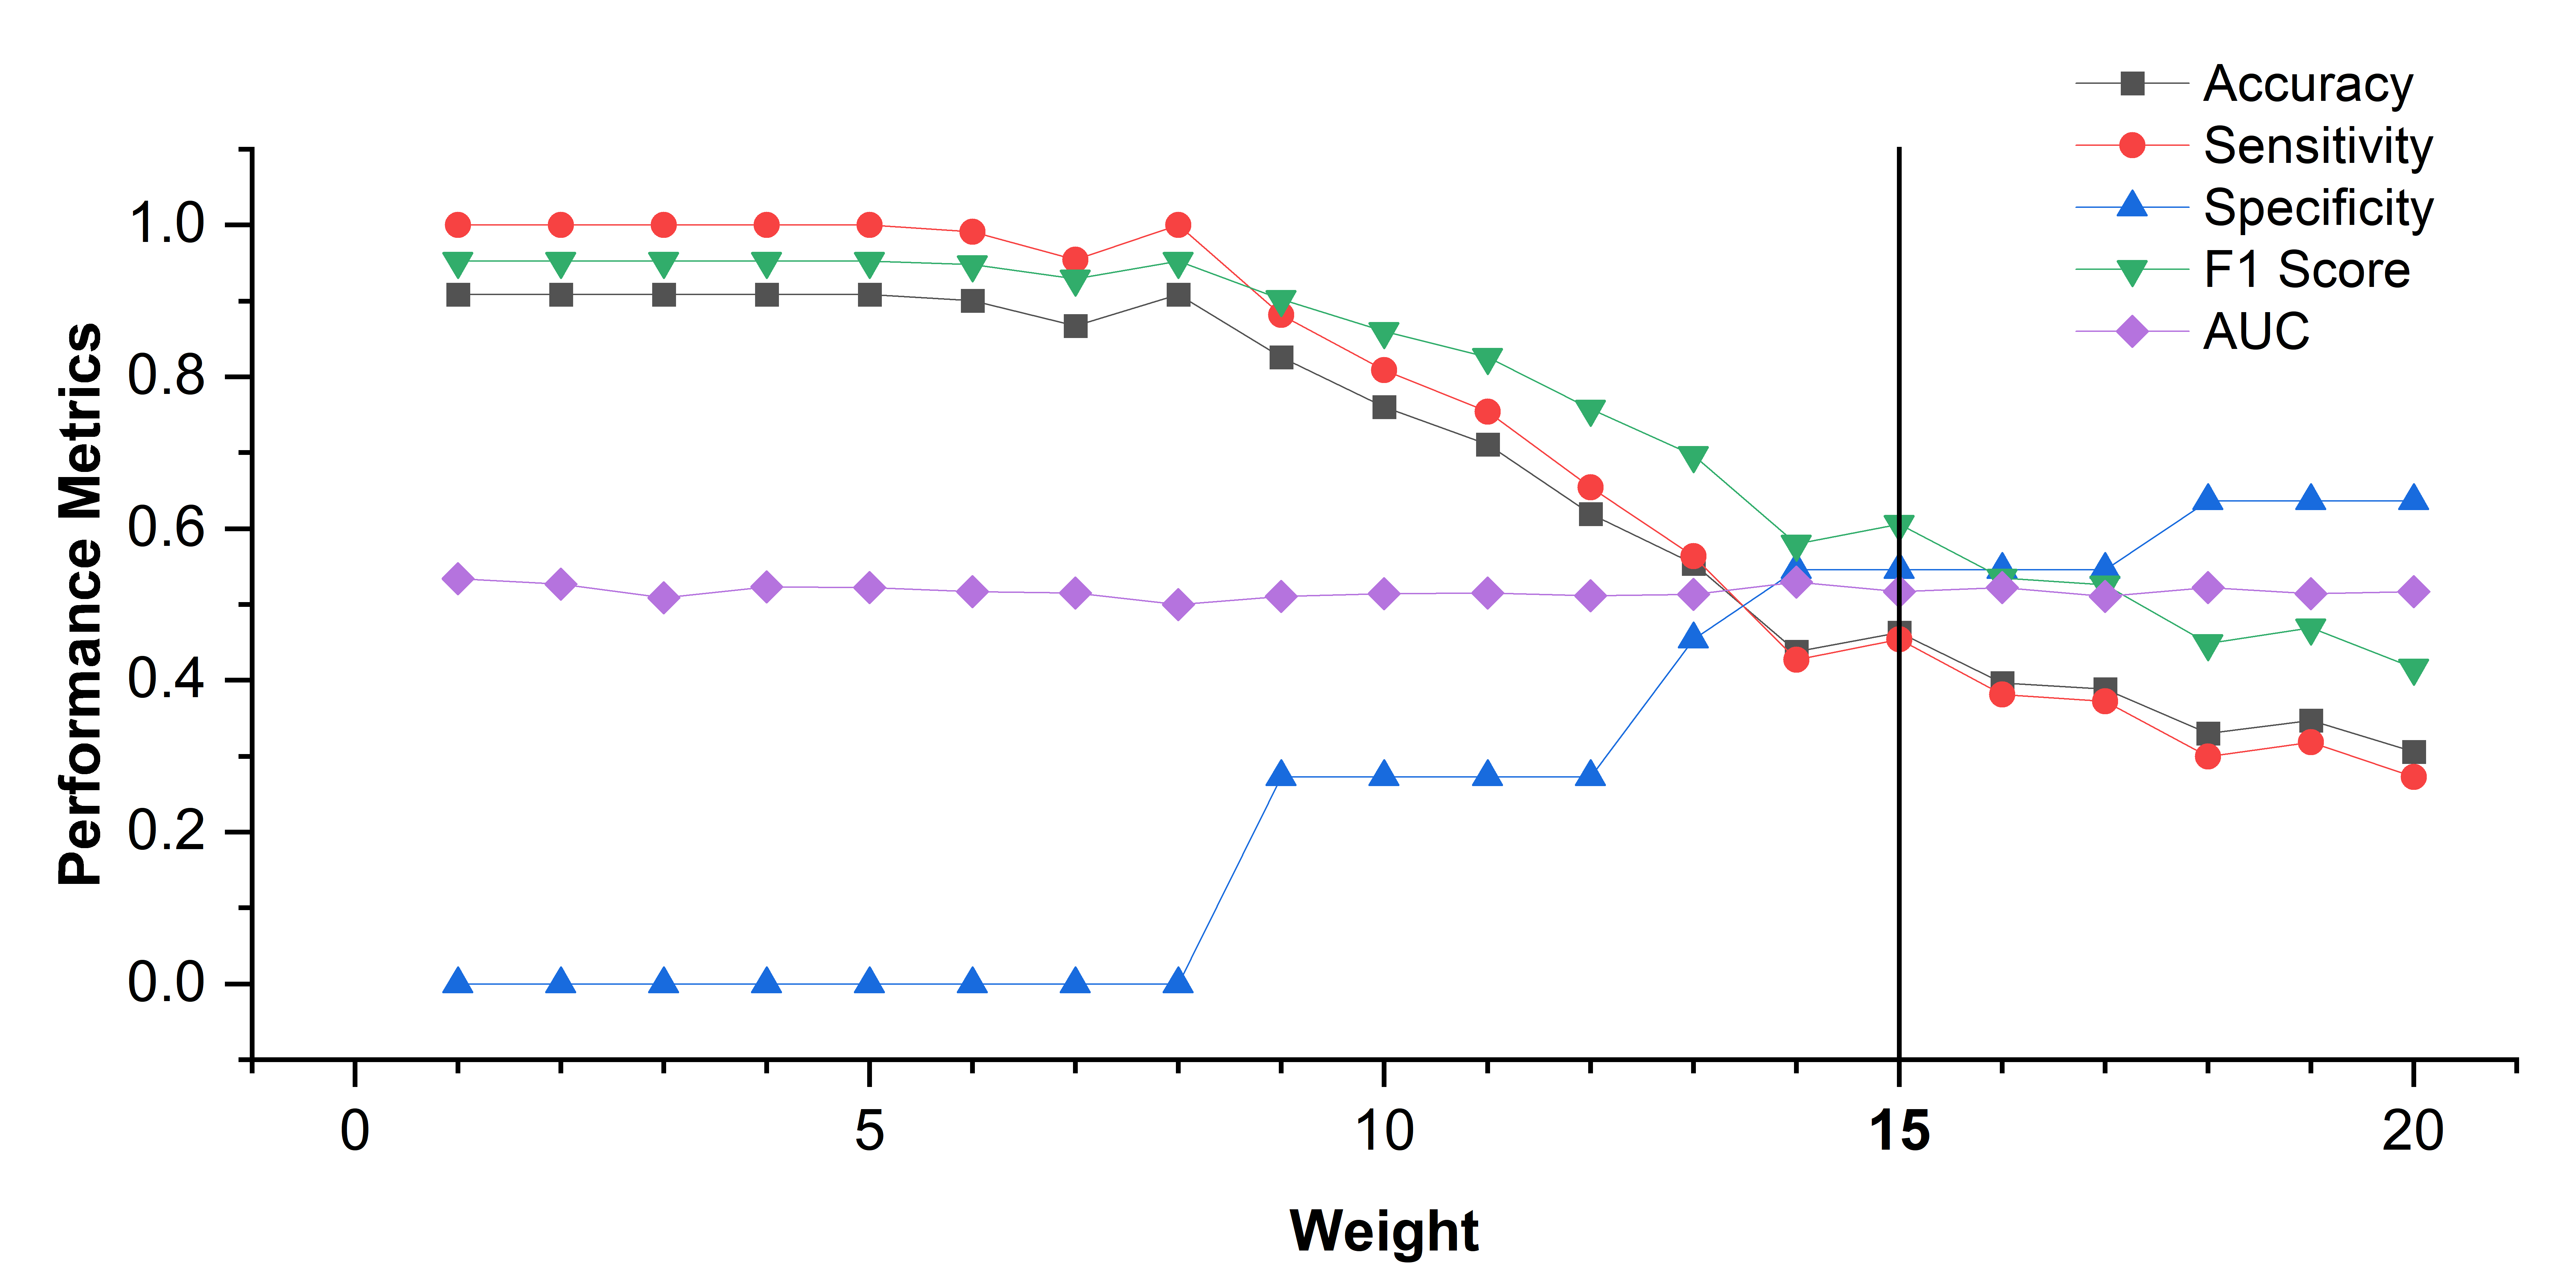 Accuracy
Sensitivity
Specificity
F1 Score
AUC
Performance Metrics
1.0
0.8
0.6
0.4
0.2
0.0
0 5 10 15 20
Weight